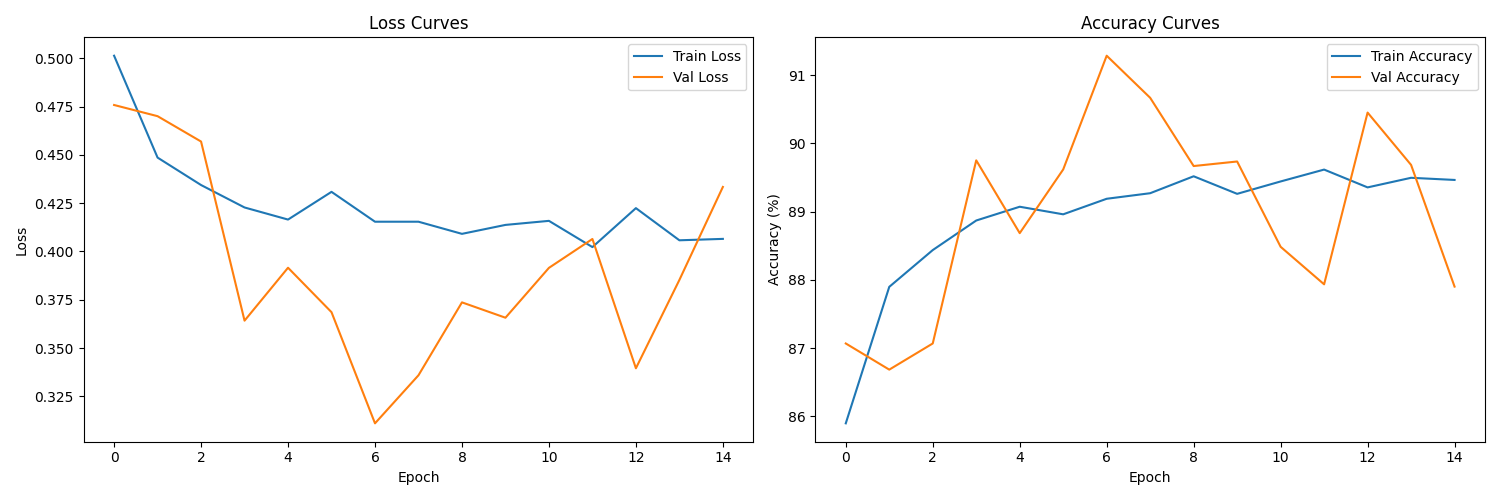 Loss Curves
Train Loss
Val Loss
0.500
0.475
0.450
0.425
0.400
0.375
0.350
0.325
Loss
0 2 4 6 8 10 12 14
Epoch
Accuracy Curves
Train Accuracy
Val Accuracy
91
90
89
88
87
86
Accuracy (%)
0 2 4 6 8 10 12 14
Epoch